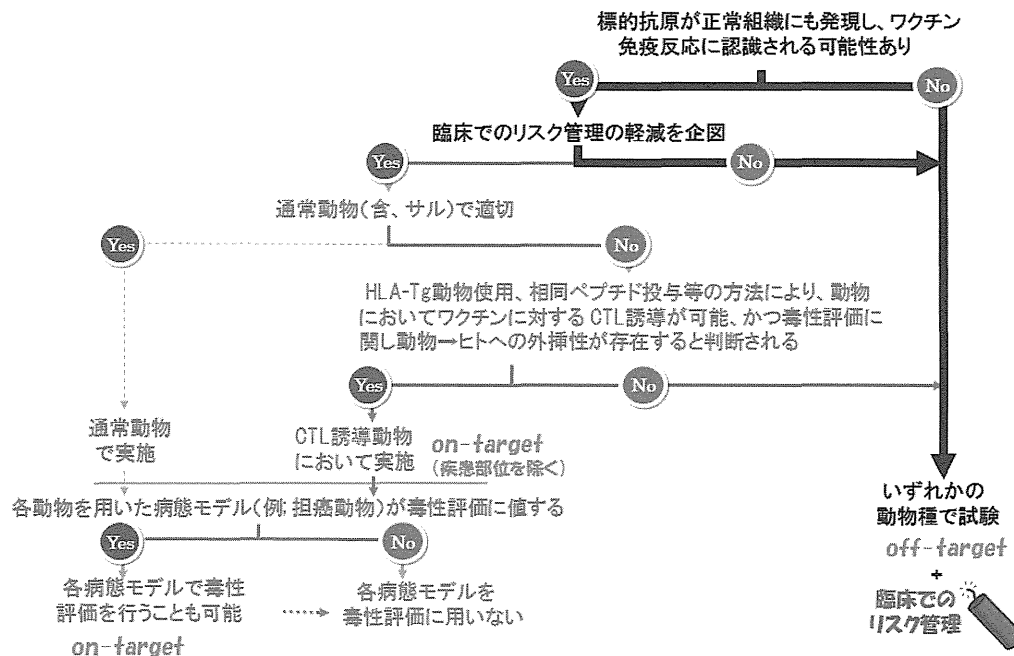 標的抗原が正常組織にも発現し、ワクチン
免疫反応に認識される可能性あり
Yes
No
臨床でのリスク管理の軽減を企図
Yes
No
通常動物(含、サル)で適切
Yes
No
HLA-Tg動物使用、相同ペプチド投与等の方法により、動物
においてワクチンに対するCTL誘導が可能、かつ毒性評価に
関し動物→ヒトへの外挿性が存在すると判断される
Yes
No
通常動物
で実施
CTL誘導動物
において実施
on-target
(疾患部位を除く)
各動物を用いた病態モデル(例; 担癌動物)が毒性評価に値する
Yes
No
各病態モデルで毒性
評価を行うことも可能
on-target
各病態モデルを
毒性評価に用いない
いずれかの
動物種で試験
off-target
+
臨床での
リスク管理